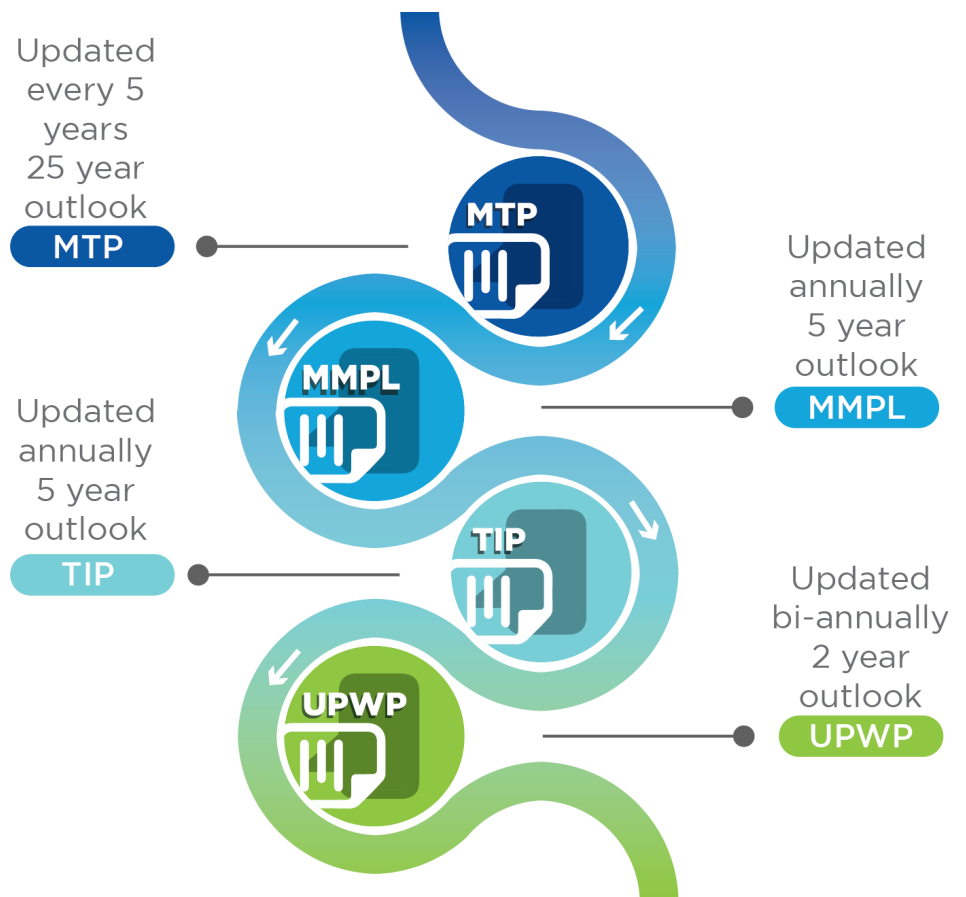 Updated
every 5
years
25 year
outlook
MTP
MTP
Updated
annually
5 year
outlook
MMPL
MMPL
Updated
annually
5 year
outlook
TIP
TIP
Updated
bi-annually
2 year
outlook
UPWP
UPWP